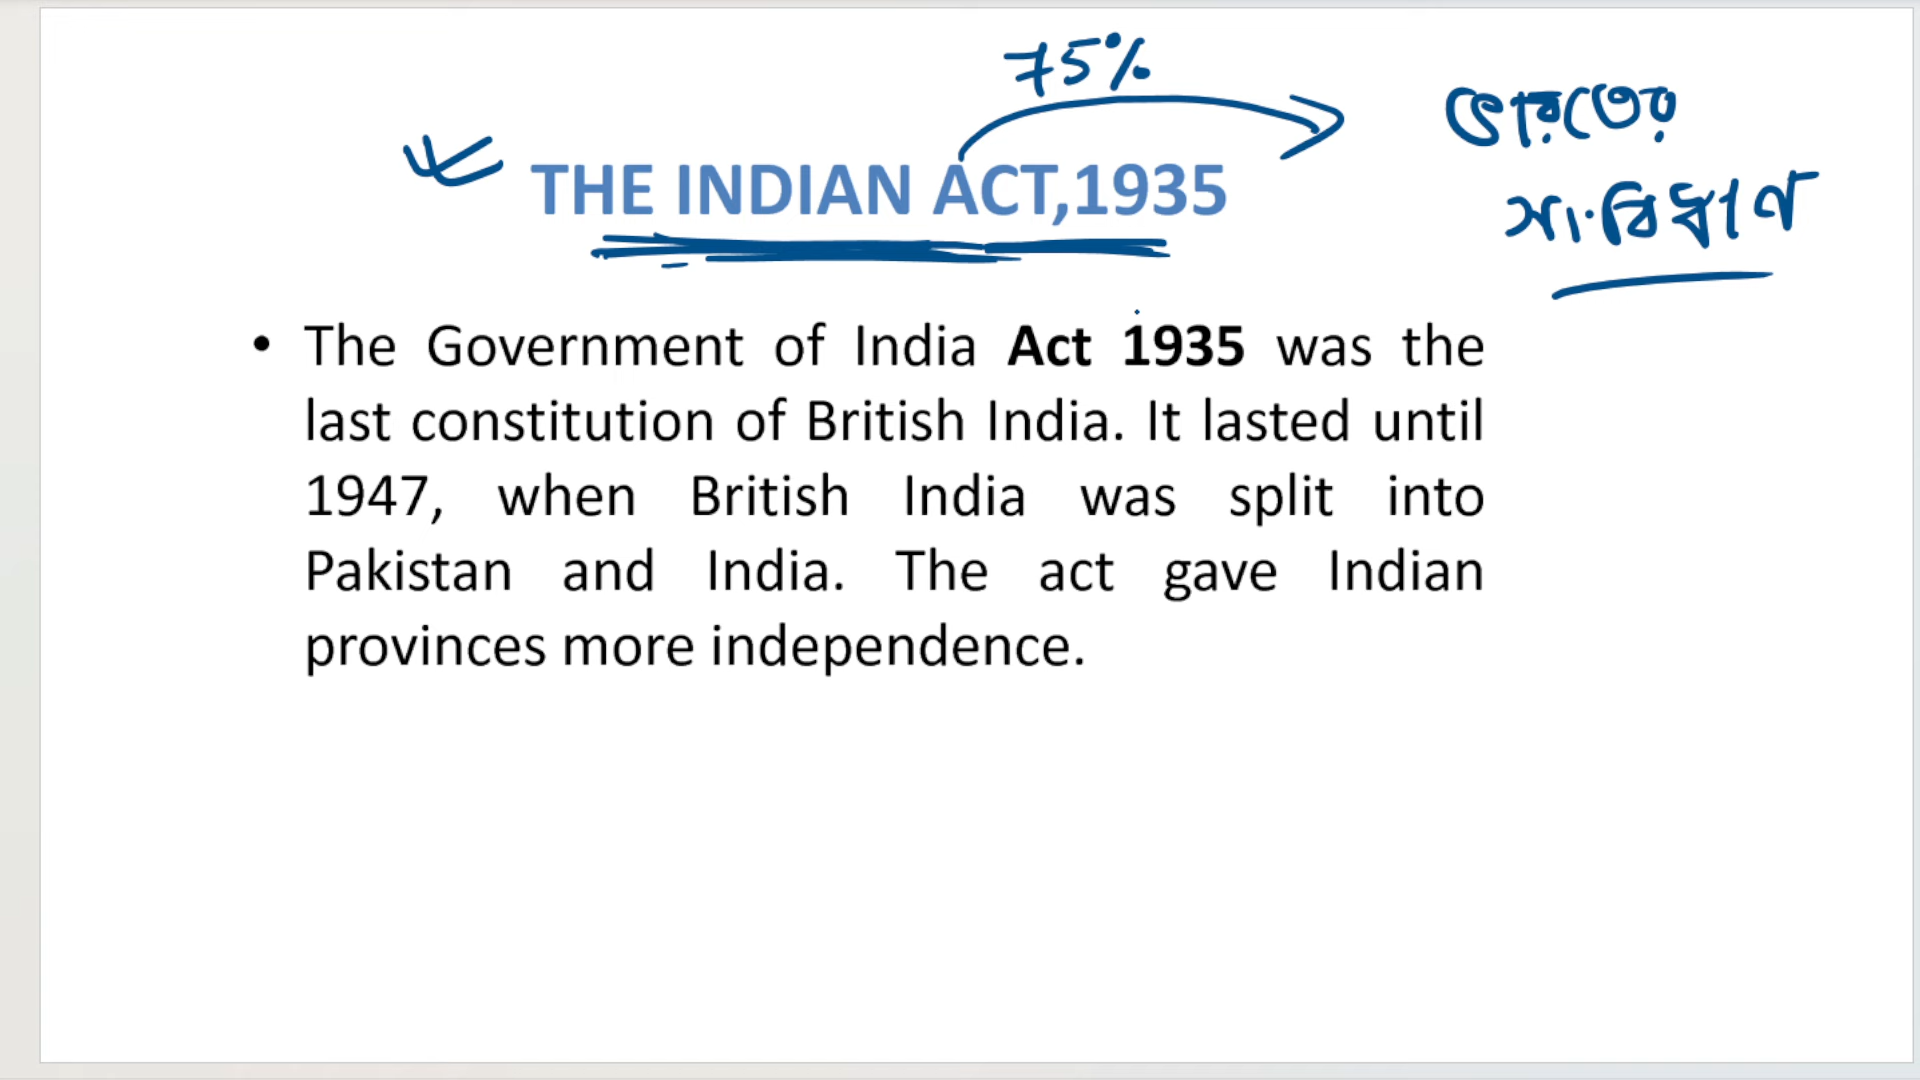 75%
ভারতের
THE INDIAN ACT,1935
সংবিধান
• The Government of India Act 1935 was the
last constitution of British India. It lasted until
1947, when British India was split into
Pakistan and India. The act gave Indian
provinces more independence.